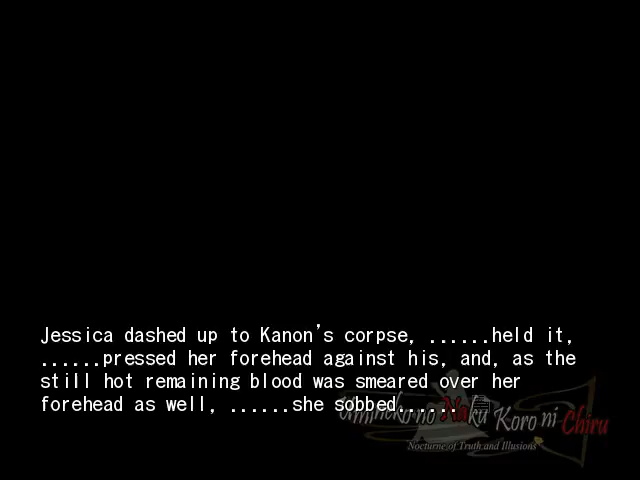 Jessica dashed up to Kanon's corpse, ......held it,
......pressed her forehead against his, and, as the
still hot remaining blood was smeared over her
forehead as well, ......she sobbed......
Umineko no Naku Koro ni Chiru
Nocturne of Truth and Illusions